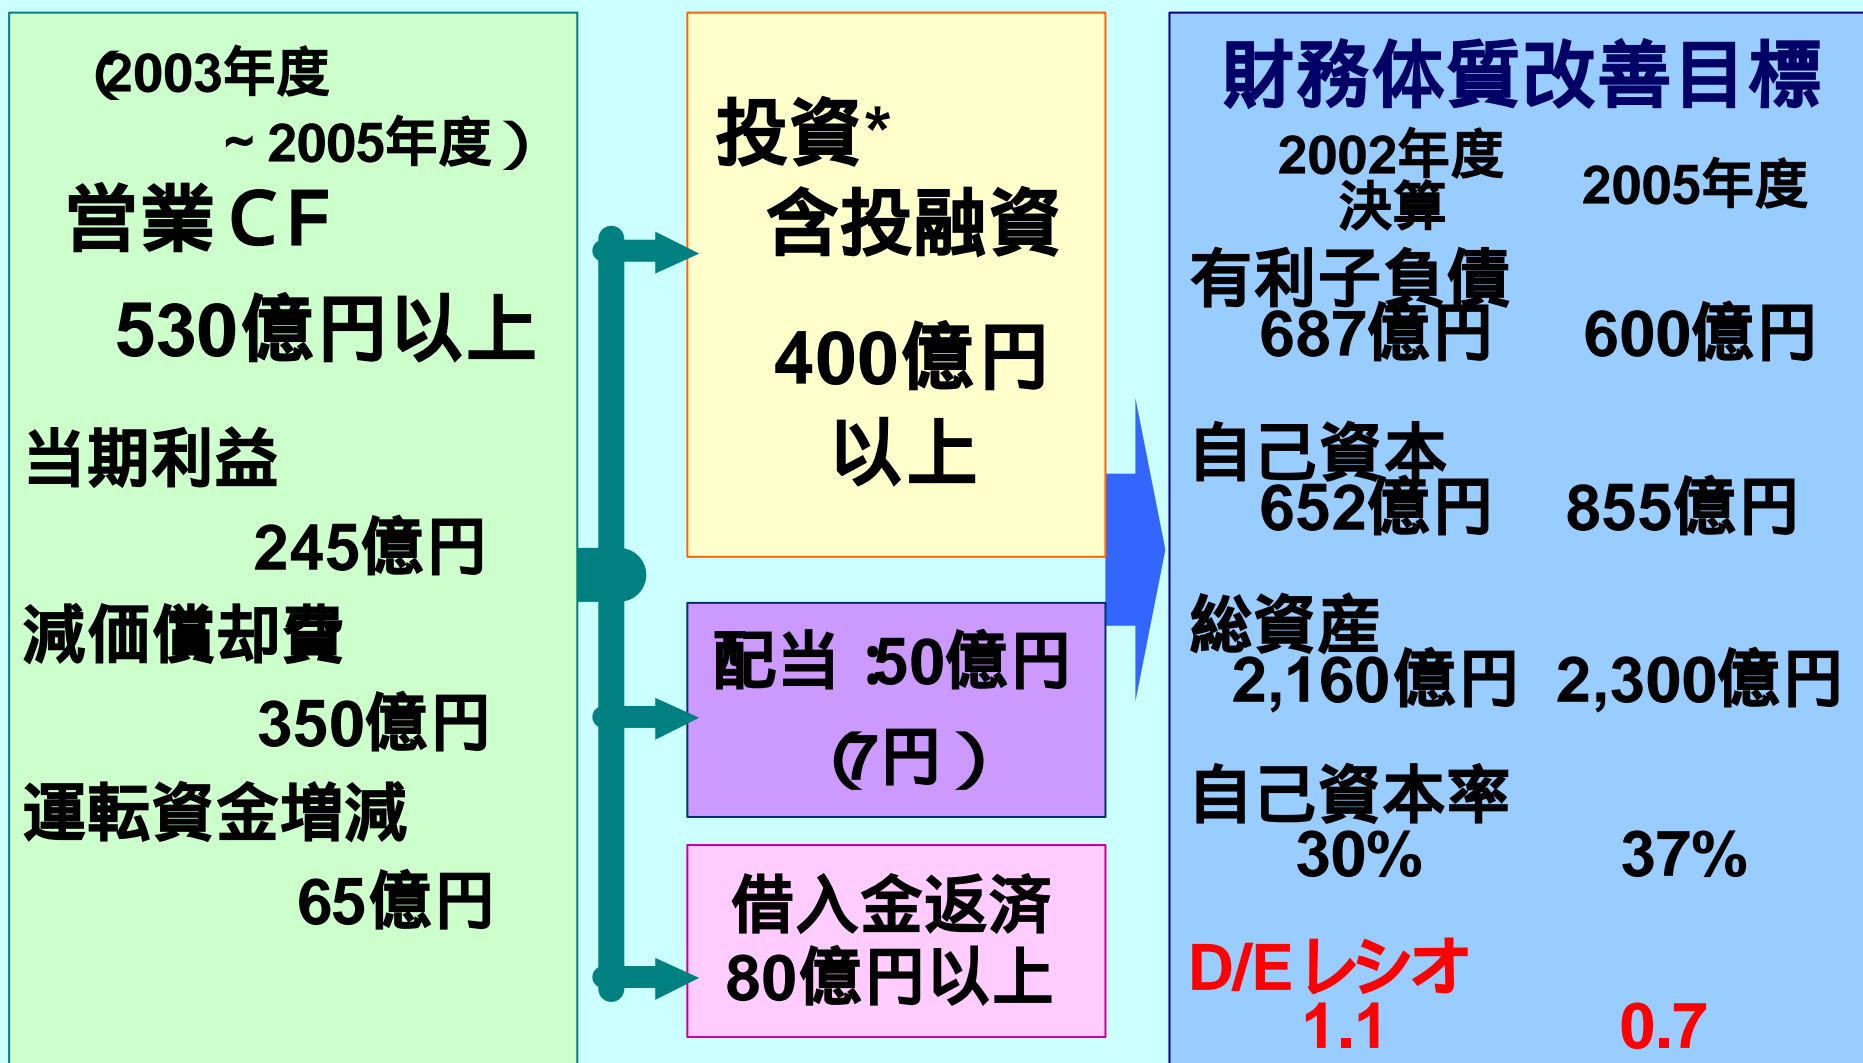 (2003年度
~2005年度)
営業CF
530億円以上
当期利益
245億円
減価償却費
350億円
運転資金増減
65億円
投資*
含投融資
400億円
以上
配当:50億円
(7円)
借入金返済
80億円以上
財務体質改善目標
2002年度 2005年度
決算
有利子負債
687億円 600億円
自己資本
652億円 855億円
総資産
2,160億円 2,300億円
自己資本率
30% 37%
D/Eレシオ
1.1 0.7